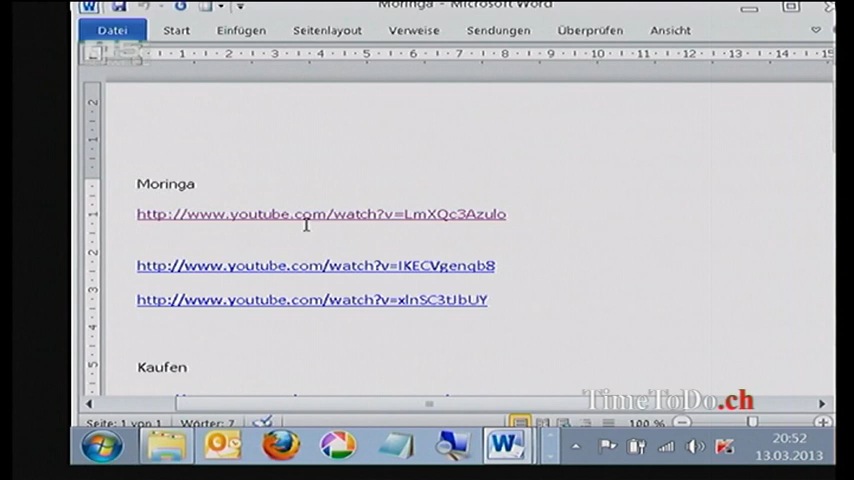 Moringa - Microsoft Word
Datei Start Einfügen Seitenlayout Verweise Sendungen Überprüfen Ansicht
Moringa
http://www.youtube.com/watch?v=LmXQc3Azulo
http://www.youtube.com/watch?v=IKECVgenqb8
http://www.youtube.com/watch?v=xlnSC3tJbUY
Kaufen
TimeToDo.ch
Seite: 1 von 1 Wörter: 7 100 %
20:52
13.03.2013